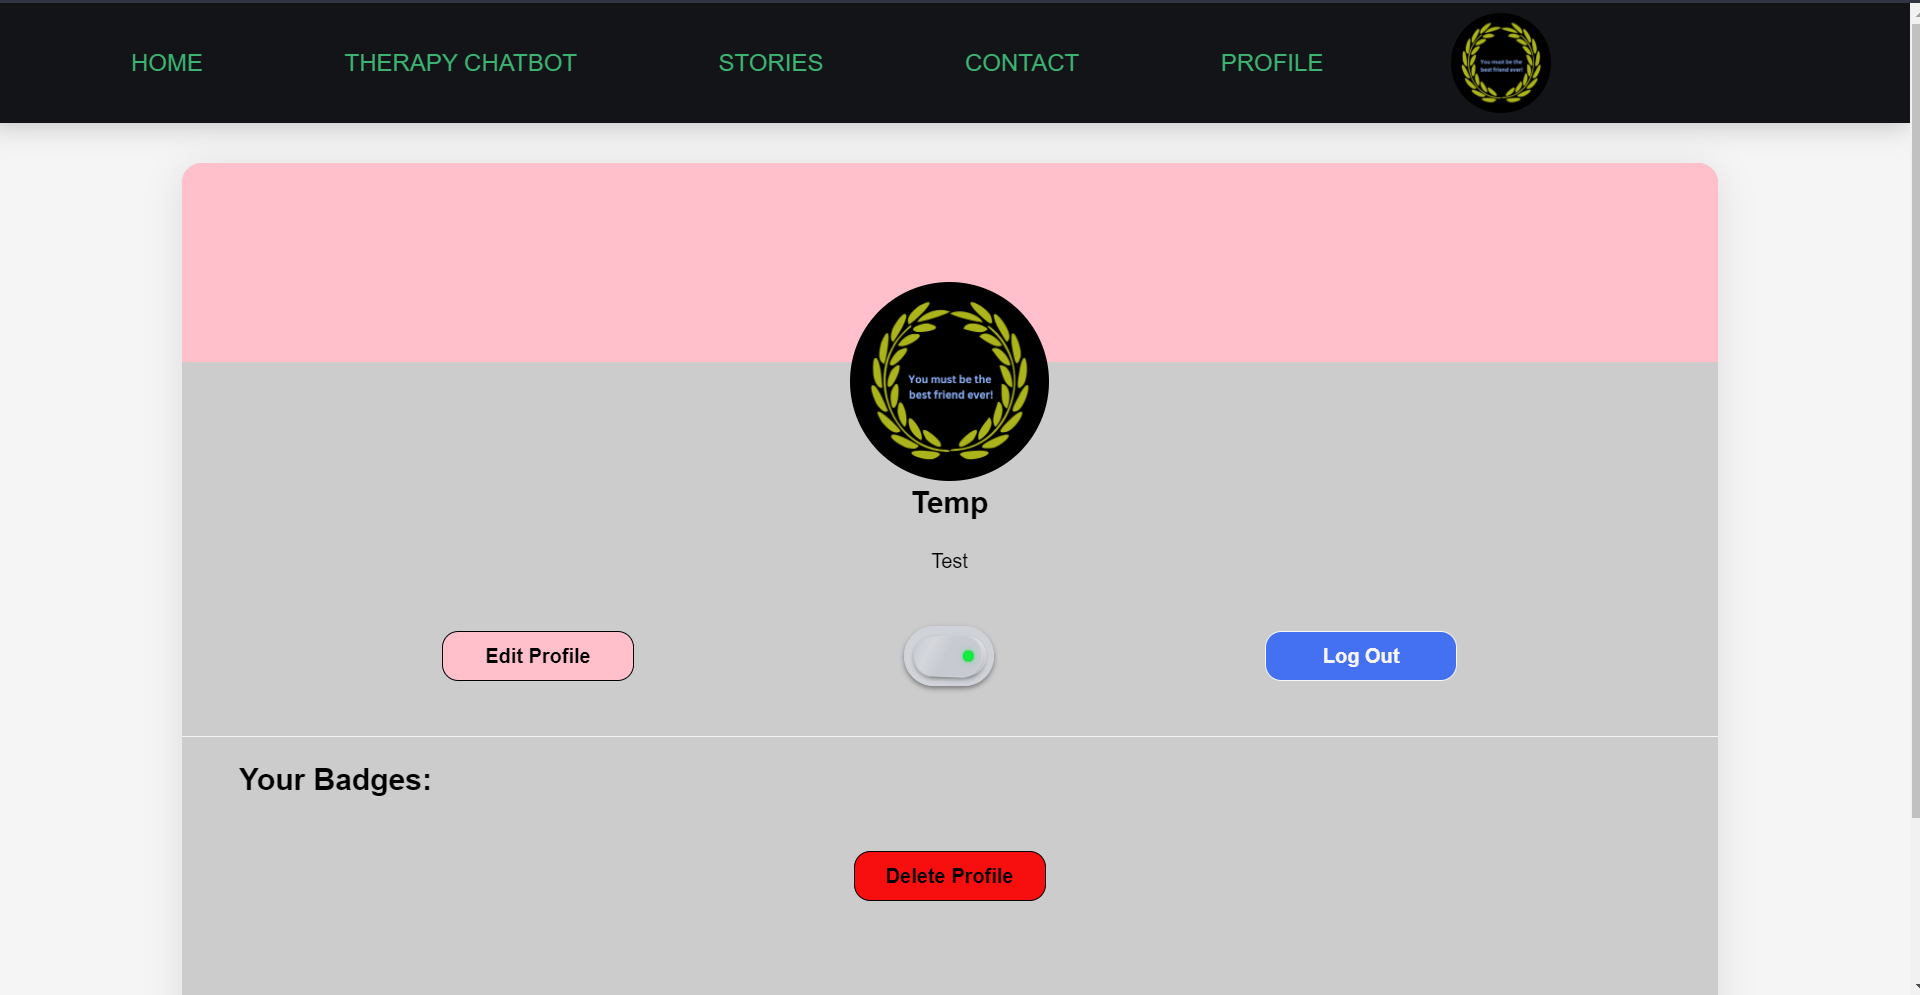 HOME
THERAPY CHATBOT
STORIES
CONTACT
PROFILE
You must be the
best friend ever!
You must be the
best friend ever!
Temp
Test
Edit Profile
Log Out
Your Badges:
Delete Profile